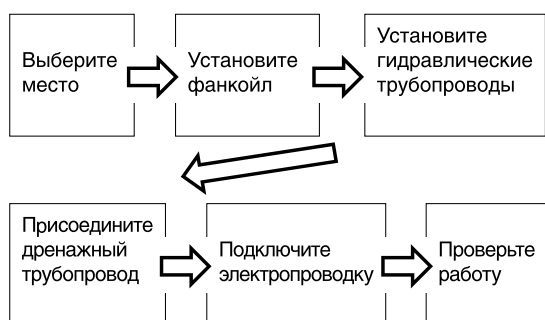 Выберите
место
Установите
фанкойл
Установите
гидравлические
трубопроводы
Присоедините
дренажный
трубопровод
Подключите
электропроводку
Проверьте
работу